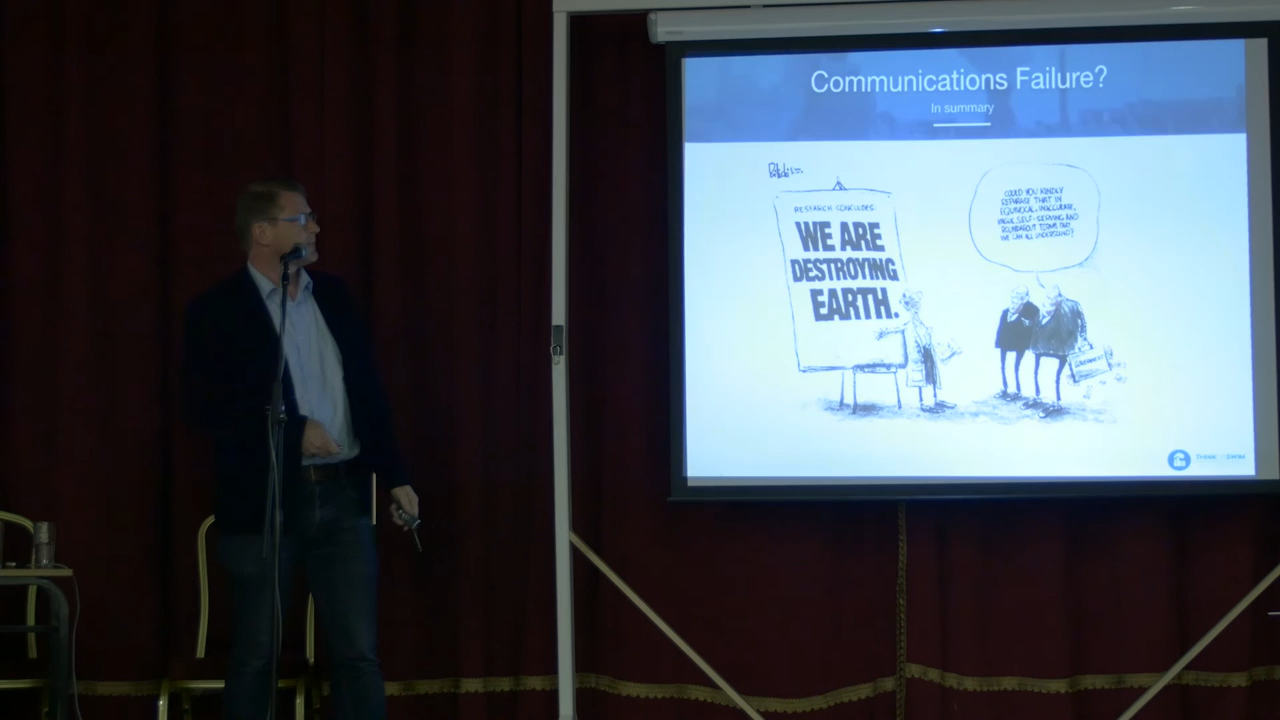 Communications Failure?
In summary
RESEARCH CONCLUDES:
WE ARE
DESTROYING
EARTH.
COULD YOU KINDLY
REPHRASE THAT IN
EQUIVOCAL, INACCURATE,
VAGUE, SELF-SERVING AND
ROUNDABOUT TERMS THAT
WE CAN ALL UNDERSTAND?
GOVERNMENT